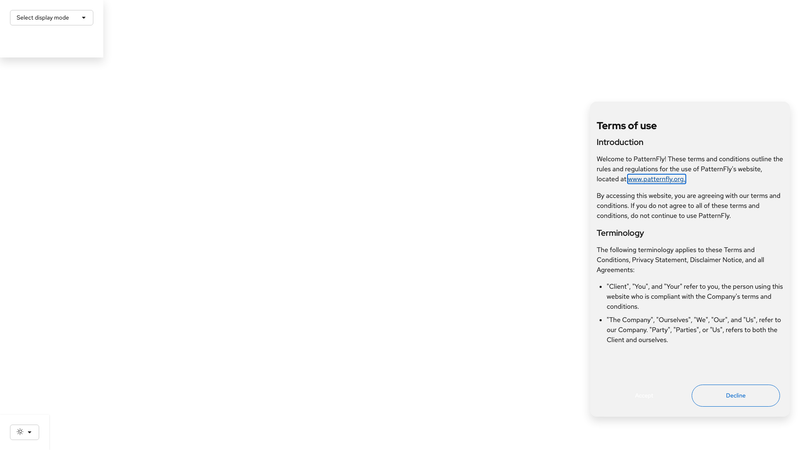 Select display mode
Terms of use
Introduction
Welcome to PatternFly! These terms and conditions outline the
rules and regulations for the use of PatternFly's website,
located at www.patternfly.org.
By accessing this website, you are agreeing with our terms and
conditions. If you do not agree to all of these terms and
conditions, do not continue to use PatternFly.
Terminology
The following terminology applies to these Terms and
Conditions, Privacy Statement, Disclaimer Notice, and all
Agreements:
• "Client", "You", and "Your" refer to you, the person using this
website who is compliant with the Company's terms and
conditions.
• "The Company", "Ourselves", "We", "Our", and "Us", refer to
our Company. "Party", "Parties", or "Us", refers to both the
Client and ourselves.
Decline